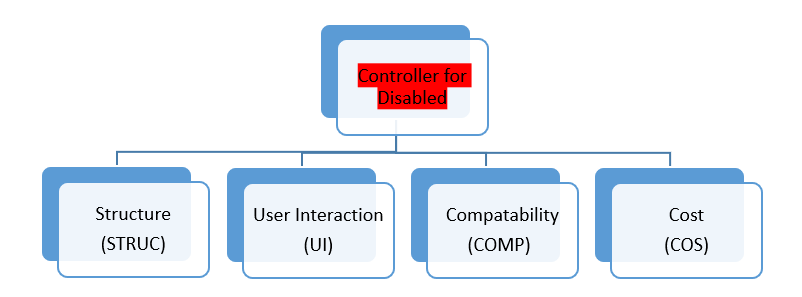 Controller for
Disabled
Structure
(STRUC)
User Interaction
(UI)
Compatability
(COMP)
Cost
(COS)